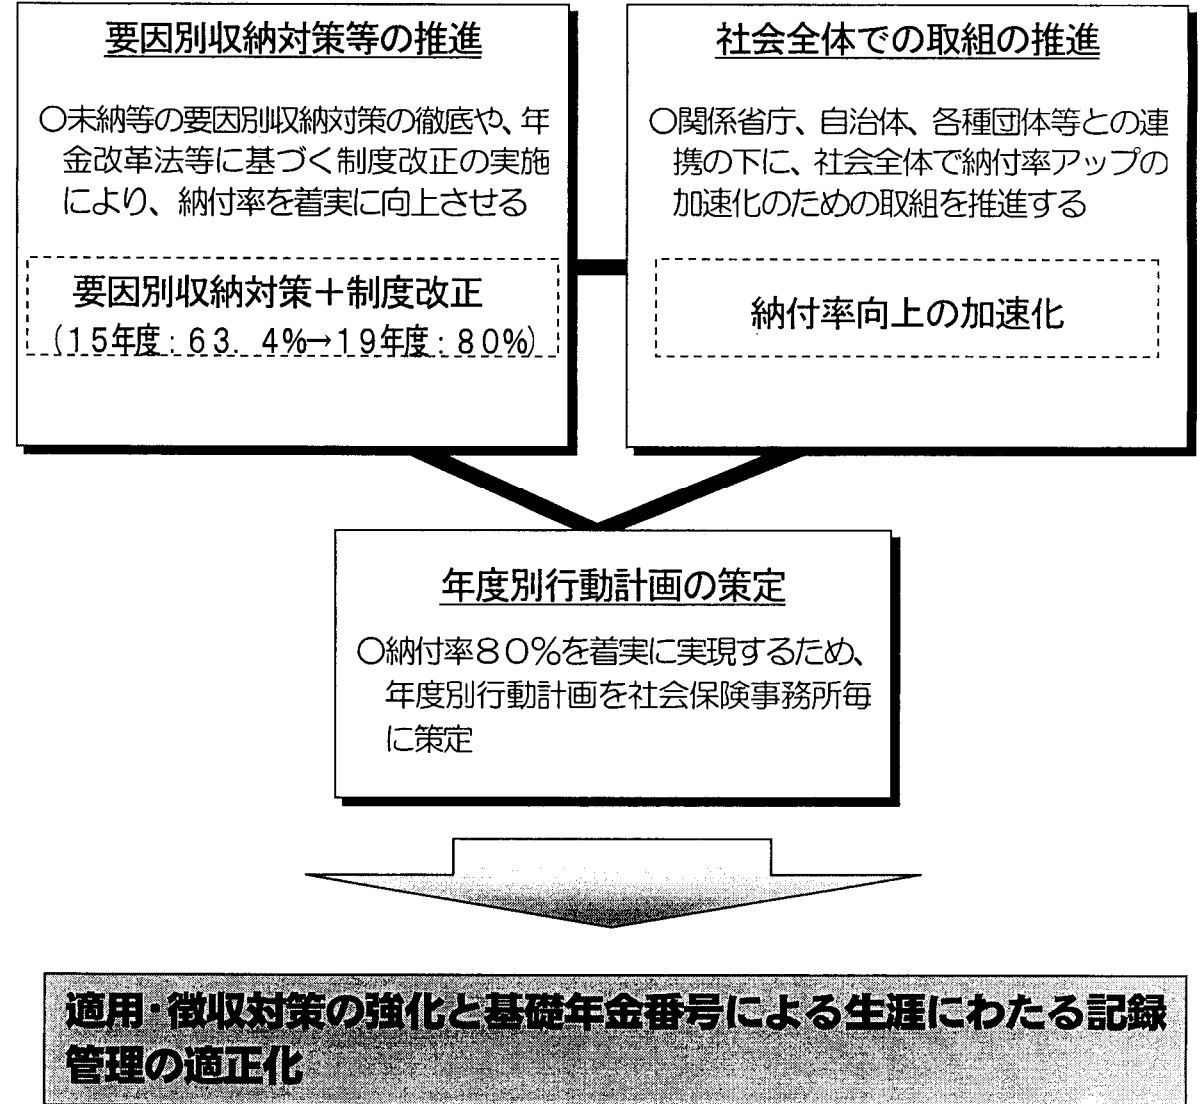 要因別収納対策等の推進
○未納等の要因別収納対策の徹底や、年
金改革法等に基づく制度改正の実施
により、納付率を着実に向上させる
要因別収納対策＋制度改正
（１５年度：６３．４％→１９年度：８０％）
社会全体での取組の推進
○関係省庁、自治体、各種団体等との連
携の下に、社会全体で納付率アップの
加速化のための取組を推進する
納付率向上の加速化
年度別行動計画の策定
○納付率８０％を着実に実現するため、
年度別行動計画を社会保険事務所毎
に策定
適用・徴収対策の強化と基礎年金番号による生涯にわたる記録
管理の適正化